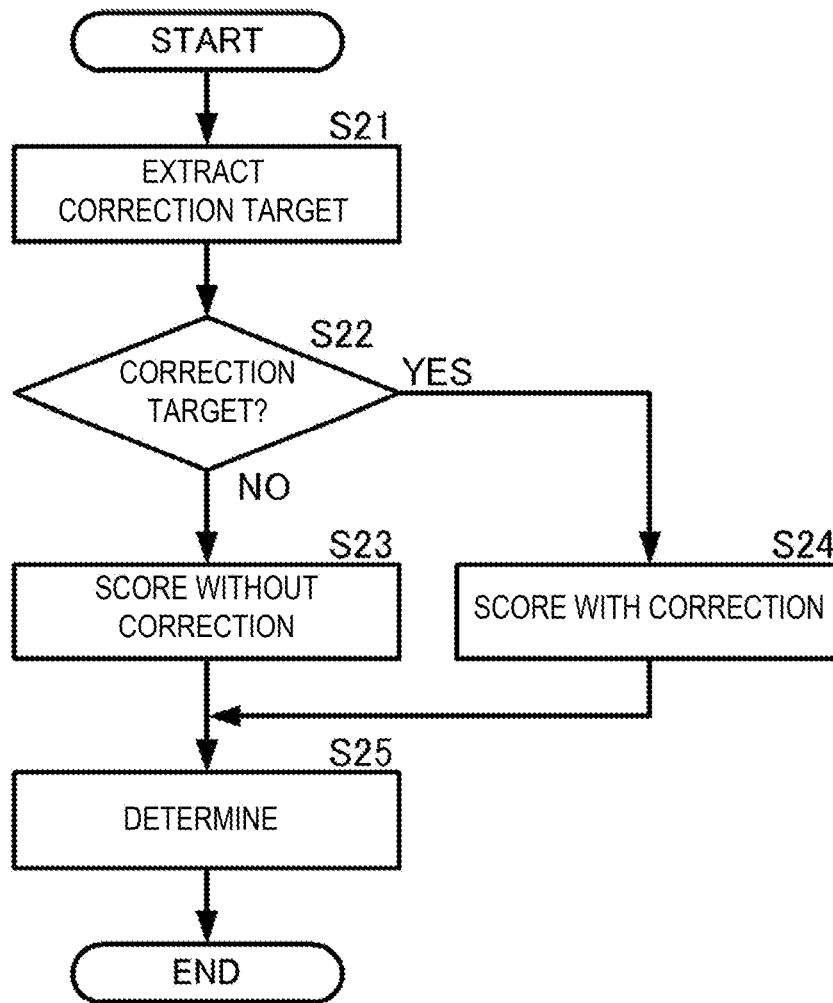 START
S21
EXTRACT
CORRECTION TARGET
S22
CORRECTION
TARGET?
YES
NO
S23
SCORE WITHOUT
CORRECTION
S24
SCORE WITH CORRECTION
S25
DETERMINE
END